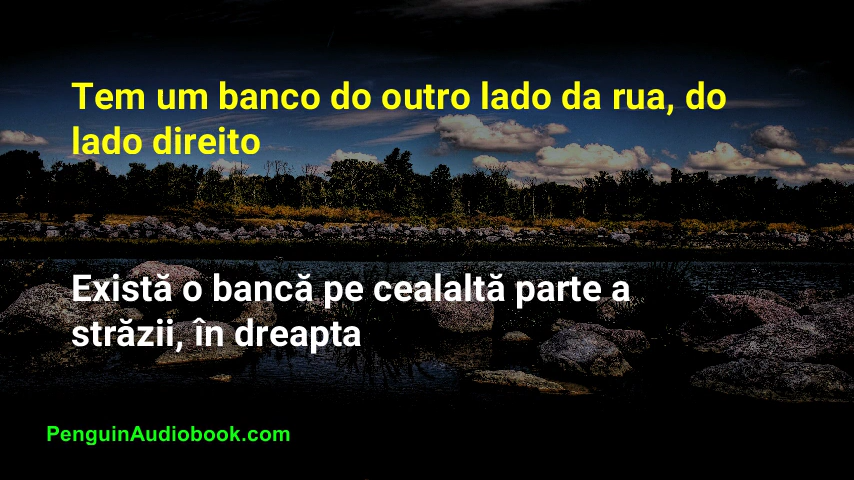 Tem um banco do outro lado da rua, do
lado direito
Există o bancă pe cealaltă parte a
străzii, în dreapta
PenguinAudiobook.com